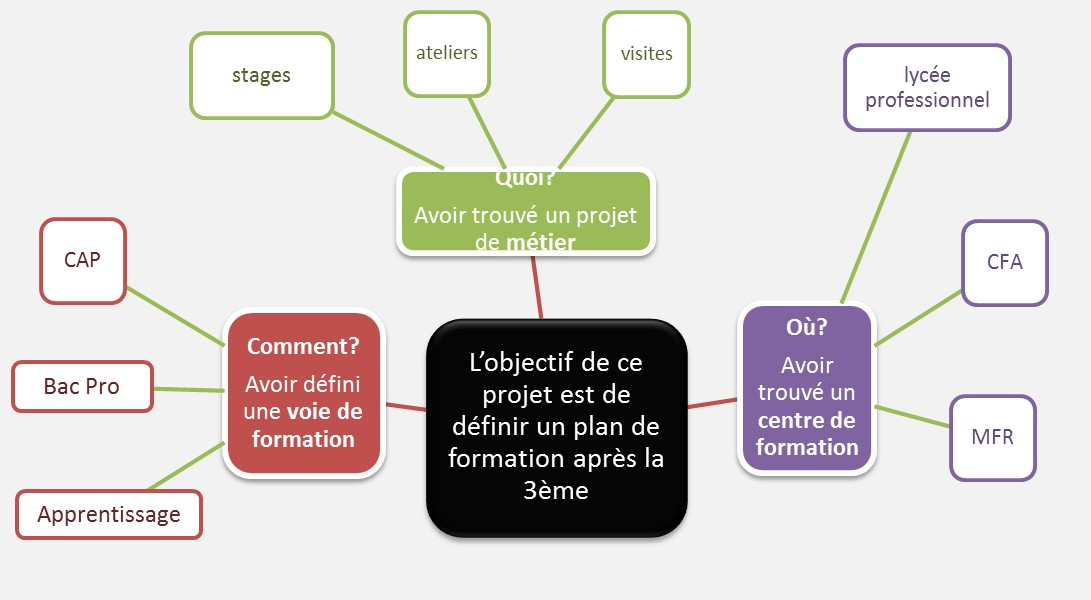 stages
ateliers
visites
lycée
professionnel
Quoi?
Avoir trouvé un projet
de métier
CAP
CFA
Comment?
Avoir défini
une voie de
formation
Bac Pro
Apprentissage
L’objectif de ce
projet est de
définir un plan de
formation après la
3ème
Où?
Avoir
trouvé un
centre de
formation
MFR